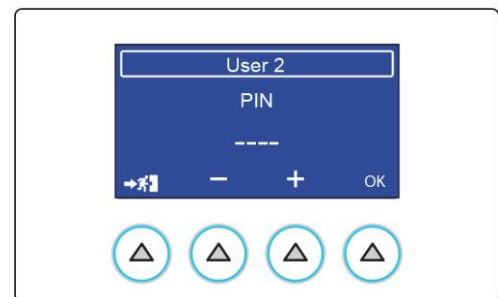 User 2
PIN
----
− + OK